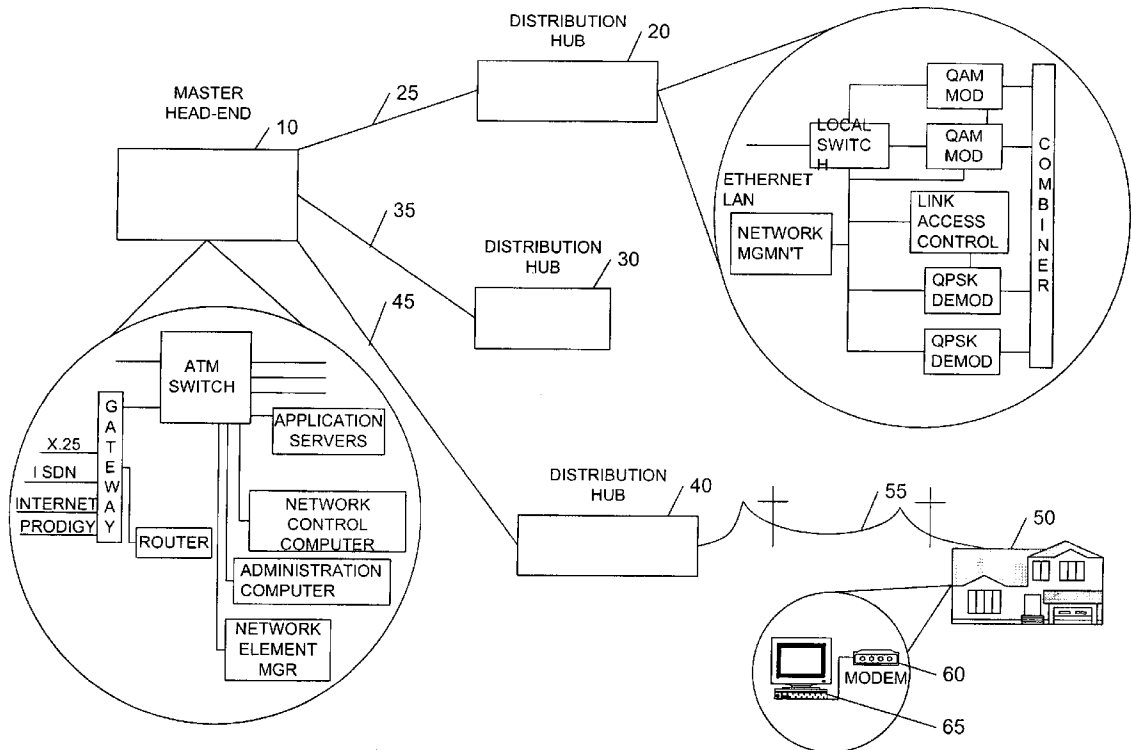 DISTRIBUTION
HUB
20
MASTER
HEAD-END
25
10
QAM
MOD
LOCAL
SWITC
H
QAM
MOD
COMBINER
ETHERNET
LAN
LINK
ACCESS
CONTROL
NETWORK
MGMN'T
QPSK
DEMOD
QPSK
DEMOD
35
DISTRIBUTION
HUB
30
45
ATM
SWITCH
GATEWAY
APPLICATION
SERVERS
X.25
I SDN
INTERNET
PRODIGY
ROUTER
NETWORK
CONTROL
COMPUTER
ADMINISTRATION
COMPUTER
NETWORK
ELEMENT
MGR
DISTRIBUTION
HUB
40
55
50
MODEM
60
65